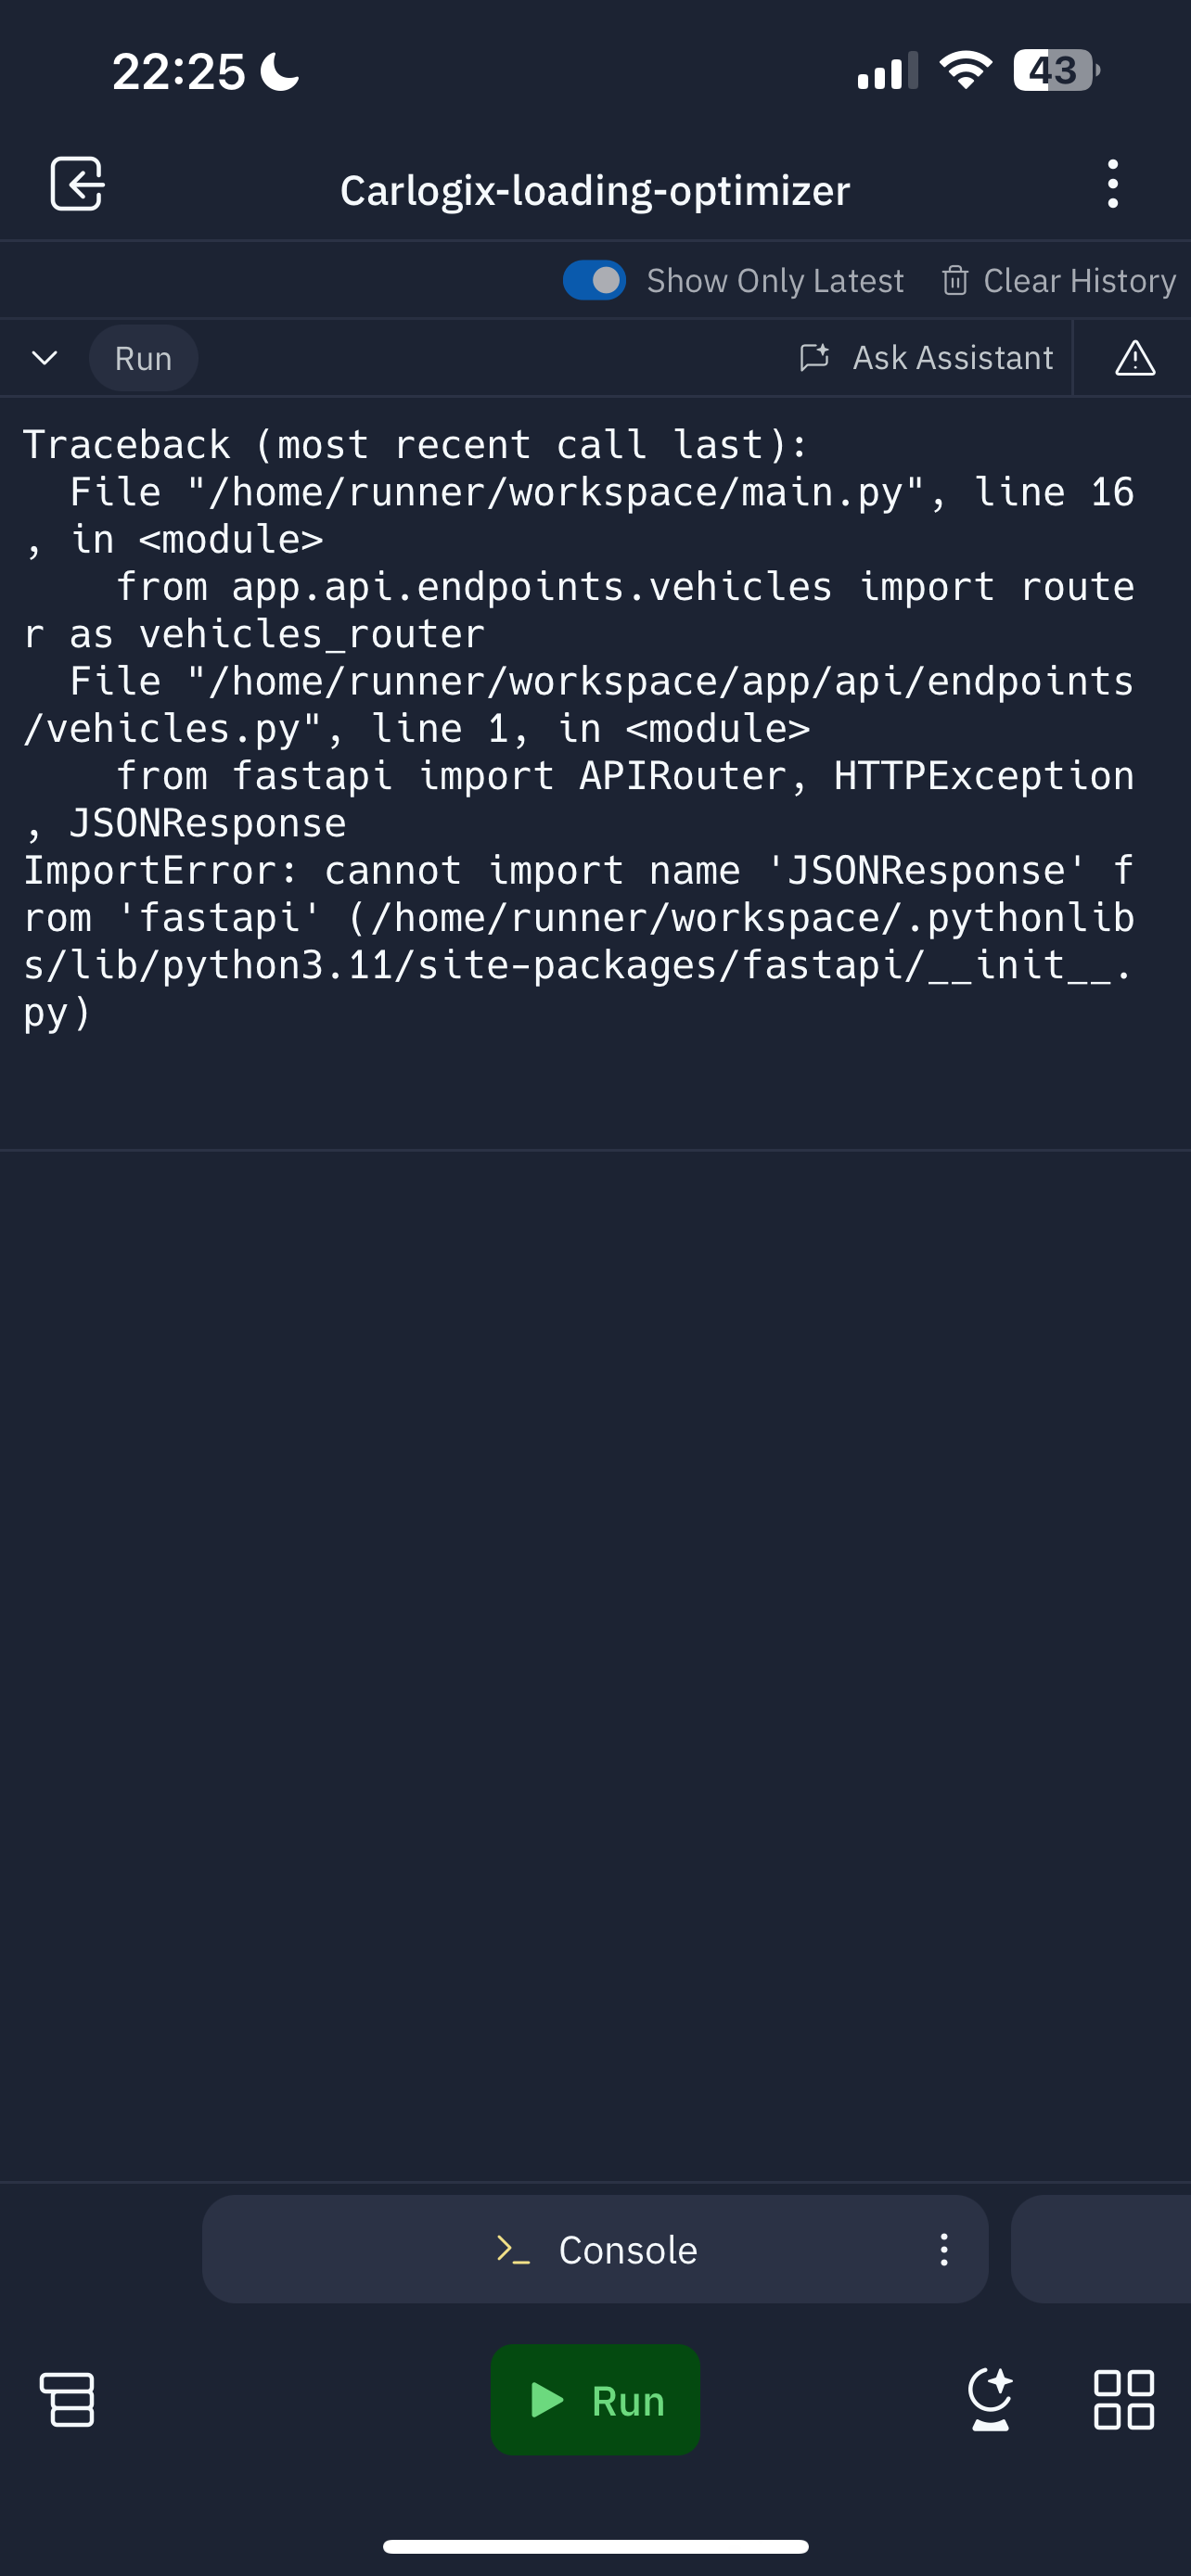 22:25
43
Carlogix-loading-optimizer
Show Only Latest
Clear History
Run
Ask Assistant
Traceback (most recent call last):
  File "/home/runner/workspace/main.py", line 16
, in <module>
    from app.api.endpoints.vehicles import route
r as vehicles_router
  File "/home/runner/workspace/app/api/endpoints
/vehicles.py", line 1, in <module>
    from fastapi import APIRouter, HTTPException
, JSONResponse
ImportError: cannot import name 'JSONResponse' f
rom 'fastapi' (/home/runner/workspace/.pythonlib
s/lib/python3.11/site-packages/fastapi/__init__.
py)
Console
Run